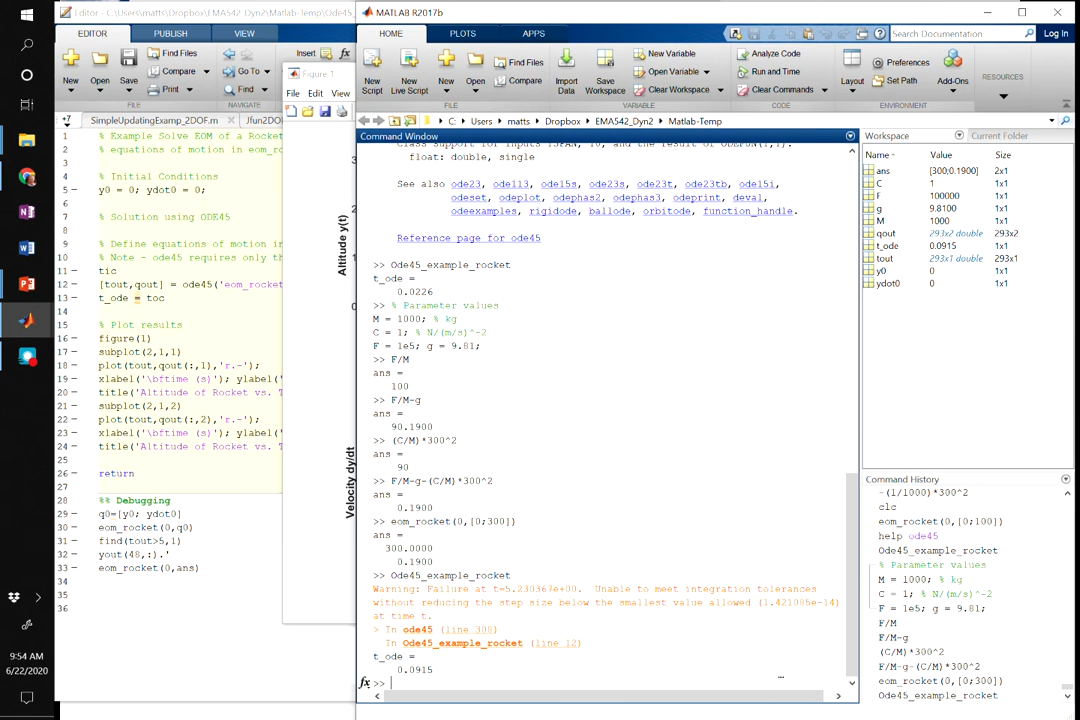 Editor - C:\Users\matts\Dropbox\EMA542_Dyn2\Matlab-Temp\Ode45_
EDITOR PUBLISH VIEW
New Open Save Find Files Compare Print Go To Find Insert fx
FILE NAVIGATE
SimpleUpdatingExamp_2DOF.m Jfun2DO
1 % Example Solve EOM of a Rocket
2 % equations of motion in eom_ro
3
4 % Initial Conditions
5 y0 = 0; ydot0 = 0;
6
7 % Solution using ODE45
8
9 % Define equations of motion in
10 % Note - ode45 requires only th
11 tic
12 [tout,qout] = ode45('eom_rocket
13 t_ode = toc
14
15 % Plot results
16 figure(1)
17 subplot(2,1,1)
18 plot(tout,qout(:,1),'r.-');
19 xlabel('\bftime (s)'); ylabel('
20 title('Altitude of Rocket vs. T
21 subplot(2,1,2)
22 plot(tout,qout(:,2),'r.-');
23 xlabel('\bftime (s)'); ylabel('
24 title('Altitude of Rocket vs. T
25
26 return
27
28 %% Debugging
29 q0=[y0; ydot0]
30 eom_rocket(0,q0)
31 find(tout>5,1)
32 yout(48,:).'
33 eom_rocket(0,ans)
34
35
36
Figure 1
File Edit View
Altitude y(t)
Velocity dy/dt
MATLAB R2017b
HOME PLOTS APPS
Search Documentation
Log In
New Script
New Live Script
New
Open
Find Files
Compare
Import Data
Save Workspace
New Variable
Open Variable
Clear Workspace
Analyze Code
Run and Time
Clear Commands
Layout
Preferences
Set Path
Add-Ons
RESOURCES
FILE VARIABLE CODE ENVIRONMENT
C: Users matts Dropbox EMA542_Dyn2 Matlab-Temp
Command Window
Class support for inputs TSPAN, Y0, and the result of ODEFUN(T,Y):
float: double, single
See also ode23, ode113, ode15s, ode23s, ode23t, ode23tb, ode15i,
odeset, odeplot, odephas2, odephas3, odeprint, deval,
odeexamples, rigidode, ballode, orbitode, function_handle.
Reference page for ode45
>> Ode45_example_rocket
t_ode =
0.0226
>> % Parameter values
M = 1000; % kg
C = 1; % N/(m/s)^-2
F = 1e5; g = 9.81;
>> F/M
ans =
100
>> F/M-g
ans =
90.1900
>> (C/M)*300^2
ans =
90
>> F/M-g-(C/M)*300^2
ans =
0.1900
>> eom_rocket(0,[0;300])
ans =
300.0000
0.1900
>> Ode45_example_rocket
Warning: Failure at t=5.230367e+00. Unable to meet integration tolerances
without reducing the step size below the smallest value allowed (1.421085e-14)
at time t.
> In ode45 (line 308)
In Ode45_example_rocket (line 12)
t_ode =
0.0915
fx >>
Workspace Current Folder
Name Value Size
ans [300;0.1900] 2x1
C 1 1x1
F 100000 1x1
g 9.8100 1x1
M 1000 1x1
qout 293x2 double 293x2
t_ode 0.0915 1x1
tout 293x1 double 293x1
y0 0 1x1
ydot0 0 1x1
Command History
-(1/1000)*300^2
clc
eom_rocket(0,[0;100])
help ode45
Ode45_example_rocket
% Parameter values
M = 1000; % kg
C = 1; % N/(m/s)^-2
F = 1e5; g = 9.81;
F/M
F/M-g
(C/M)*300^2
F/M-g-(C/M)*300^2
eom_rocket(0,[0;300])
Ode45_example_rocket
9:54 AM
6/22/2020